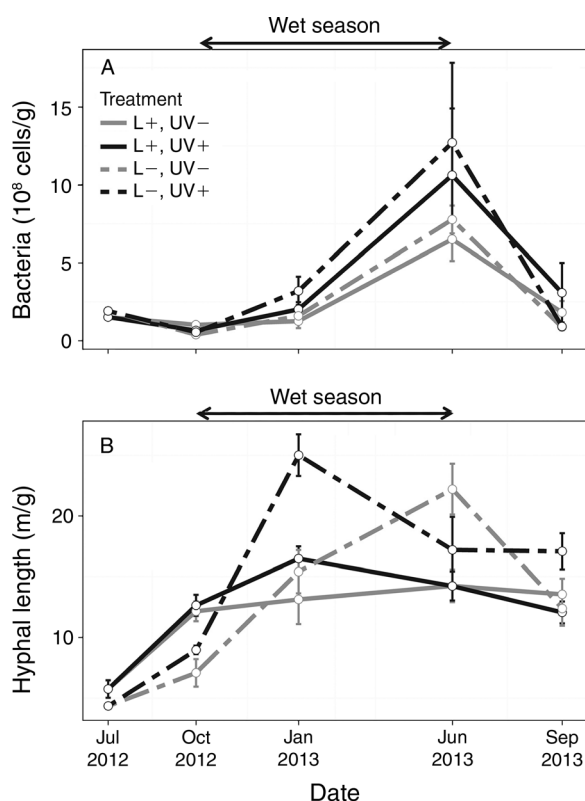 Wet season
A
Treatment
L+, UV−
L+, UV+
L−, UV−
L−, UV+
Bacteria (10⁸ cells/g)
15
10
5
0
Wet season
B
Hyphal length (m/g)
20
10
Jul 2012
Oct 2012
Jan 2013
Jun 2013
Sep 2013
Date